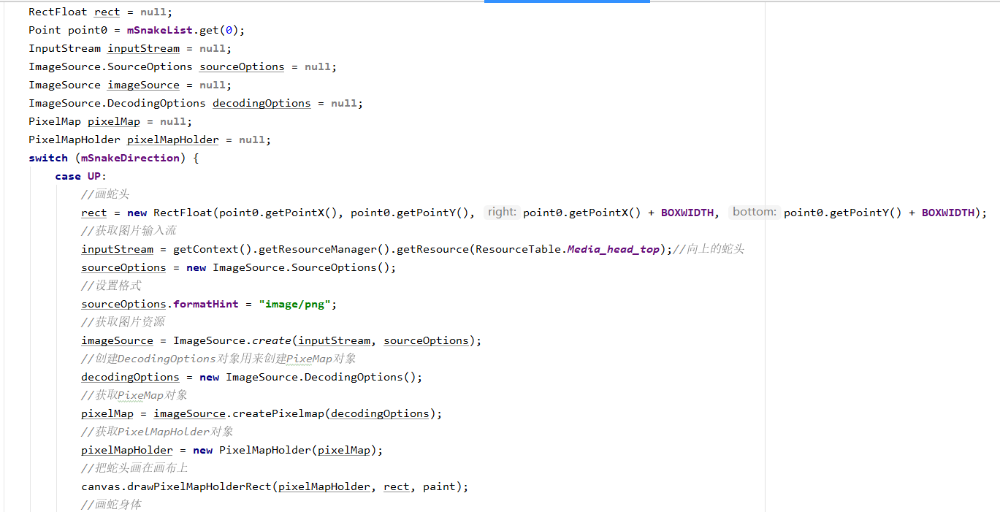 RectFloat rect = null;
Point point0 = mSnakeList.get(0);
InputStream inputStream = null;
ImageSource.SourceOptions sourceOptions = null;
ImageSource imageSource = null;
ImageSource.DecodingOptions decodingOptions = null;
PixelMap pixelMap = null;
PixelMapHolder pixelMapHolder = null;
switch (mSnakeDirection) {
case UP:
//画蛇头
rect = new RectFloat(point0.getPointX(), point0.getPointY(), right: point0.getPointX() + BOXWIDTH, bottom: point0.getPointY() + BOXWIDTH);
//获取图片输入流
inputStream = getContext().getResourceManager().getResource(ResourceTable.Media_head_top);//向上的蛇头
sourceOptions = new ImageSource.SourceOptions();
//设置格式
sourceOptions.formatHint = "image/png";
//获取图片资源
imageSource = ImageSource.create(inputStream, sourceOptions);
//创建DecodingOptions对象用来创建PixeMap对象
decodingOptions = new ImageSource.DecodingOptions();
//获取PixeMap对象
pixelMap = imageSource.createPixelmap(decodingOptions);
//获取PixelMapHolder对象
pixelMapHolder = new PixelMapHolder(pixelMap);
//把蛇头画在画布上
canvas.drawPixelMapHolderRect(pixelMapHolder, rect, paint);
//画蛇身体